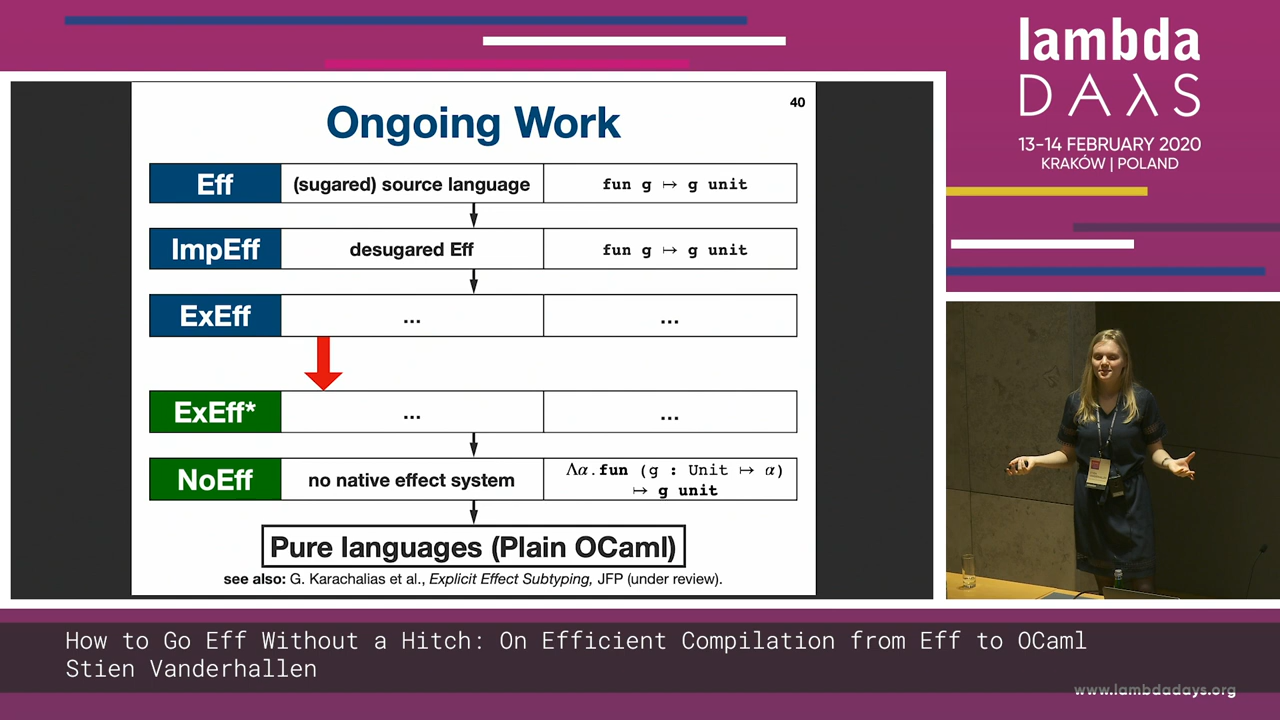 lambda
DAλS
13–14 FEBRUARY 2020
KRAKÓW | POLAND
40
Ongoing Work
Eff (sugared) source language fun g ↦ g unit
ImpEff desugared Eff fun g ↦ g unit
ExEff ... ...
ExEff* ... ...
NoEff no native effect system Λα.fun (g : Unit ↦ α)
↦ g unit
Pure languages (Plain OCaml)
see also: G. Karachalias et al., Explicit Effect Subtyping, JFP (under review).
How to Go Eff Without a Hitch: On Efficient Compilation from Eff to OCaml
Stien Vanderhallen
www.lambdadays.org